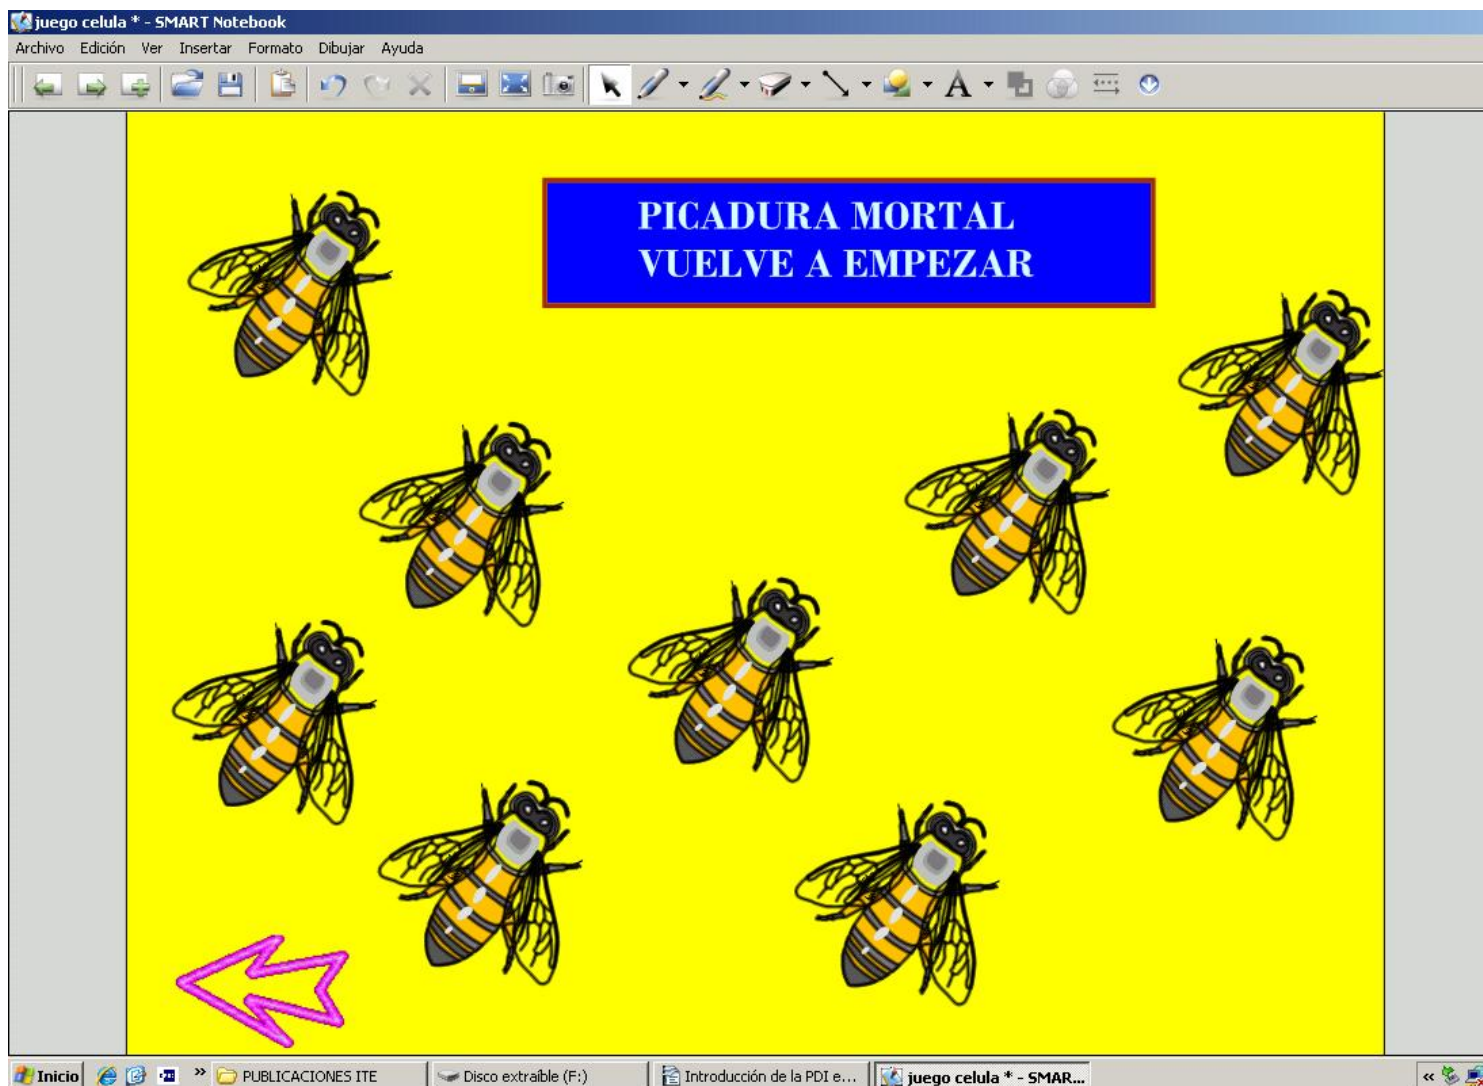 juego celula * - SMART Notebook
Archivo Edición Ver Insertar Formato Dibujar Ayuda
A
PICADURA MORTAL
VUELVE A EMPEZAR
Inicio » PUBLICACIONES ITE Disco extraíble (F:) Introducción de la PDI e... juego celula * - SMAR... «